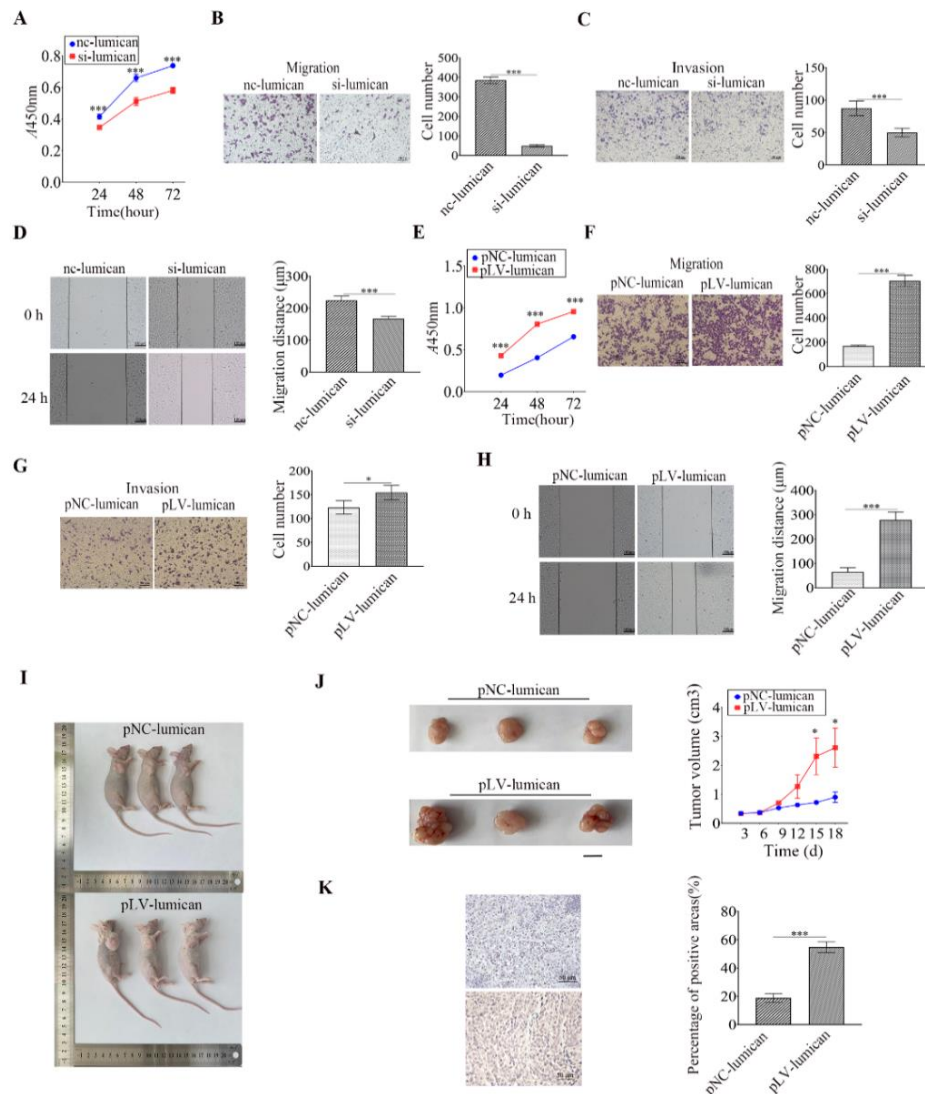 A
nc-lumican
si-lumican
0.8
0.6
0.4
0.2
0.0
A450nm
***
***
***
24 48 72
Time(hour)
B
Migration
nc-lumican si-lumican
Cell number
500
400
300
200
100
0
***
nc-lumican
si-lumican
C
Invasion
nc-lumican si-lumican
Cell number
150
100
50
0
***
nc-lumican
si-lumican
D
nc-lumican si-lumican
0 h
24 h
Migration distance (μm)
300
200
100
0
***
nc-lumican
si-lumican
E
pNC-lumican
pLV-lumican
1.5
1.0
0.5
0.0
A450nm
***
***
***
24 48 72
Time(hour)
F
Migration
pNC-lumican pLV-lumican
Cell number
800
600
400
200
0
***
pNC-lumican
pLV-lumican
G
Invasion
pNC-lumican pLV-lumican
Cell number
200
150
100
50
0
*
pNC-lumican
pLV-lumican
H
pNC-lumican pLV-lumican
0 h
24 h
Migration distance (μm)
400
300
200
100
0
***
pNC-lumican
pLV-lumican
I
pNC-lumican
pLV-lumican
J
pNC-lumican
pLV-lumican
pNC-lumican
pLV-lumican
Tumor volume (cm3)
4
3
2
1
0
*
*
3 6 9 12 15 18
Time (d)
K
Percentage of positive areas(%)
80
60
40
20
0
***
pNC-lumican
pLV-lumican